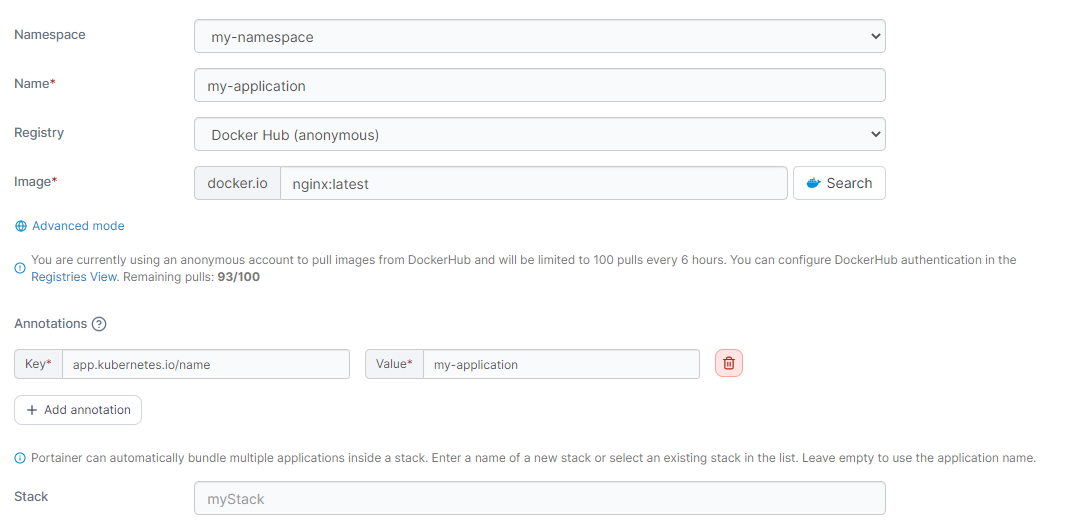 Namespace my-namespace
Name* my-application
Registry Docker Hub (anonymous)
Image* docker.io nginx:latest Search
Advanced mode
You are currently using an anonymous account to pull images from DockerHub and will be limited to 100 pulls every 6 hours. You can configure DockerHub authentication in the
Registries View. Remaining pulls: 93/100
Annotations ?
Key* app.kubernetes.io/name Value* my-application
+ Add annotation
Portainer can automatically bundle multiple applications inside a stack. Enter a name of a new stack or select an existing stack in the list. Leave empty to use the application name.
Stack myStack